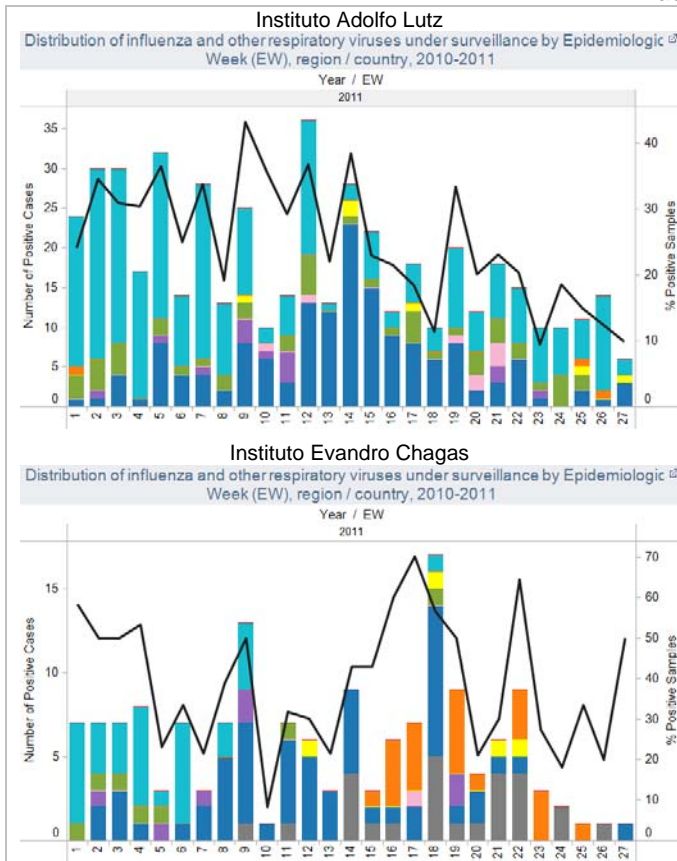 Instituto Adolfo Lutz
Distribution of influenza and other respiratory viruses under surveillance by Epidemiologic
Week (EW), region / country, 2010-2011
Year / EW
2011
Number of Positive Cases
35
30
25
20
15
10
5
0
% Positive Samples
40
30
20
10
0
1 2 3 4 5 6 7 8 9 10 11 12 13 14 15 16 17 18 19 20 21 22 23 24 25 26 27
Instituto Evandro Chagas
Distribution of influenza and other respiratory viruses under surveillance by Epidemiologic
Week (EW), region / country, 2010-2011
Year / EW
2011
Number of Positive Cases
15
10
5
0
% Positive Samples
70
60
50
40
30
20
10
0
1 2 3 4 5 6 7 8 9 10 11 12 13 14 15 16 17 18 19 20 21 22 23 24 25 26 27